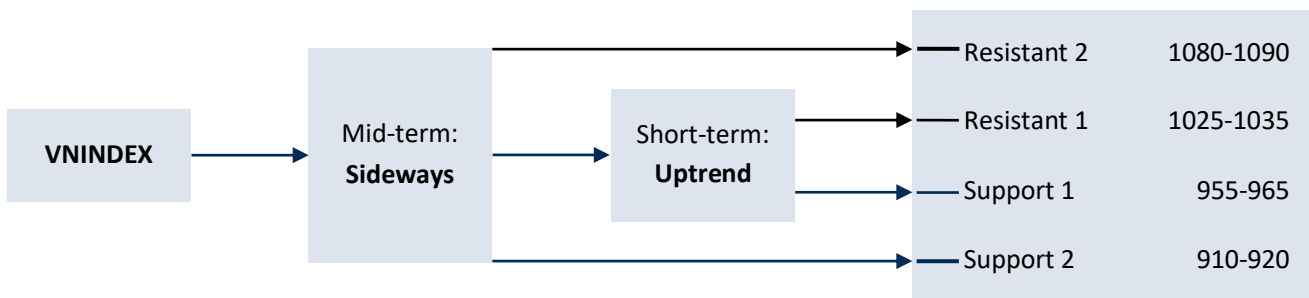 VNINDEX
Mid-term:
Sideways
Short-term:
Uptrend
Resistant 2 1080-1090
Resistant 1 1025-1035
Support 1 955-965
Support 2 910-920